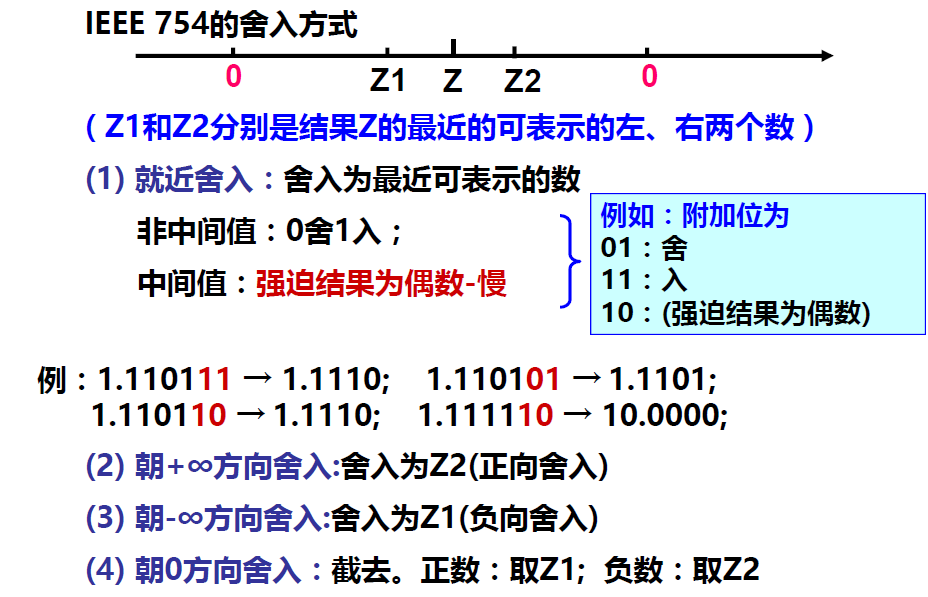 IEEE 754的舍入方式
0 Z1 Z Z2 0
（Z1和Z2分别是结果Z的最近的可表示的左、右两个数）
(1) 就近舍入：舍入为最近可表示的数
非中间值：0舍1入；
中间值：强迫结果为偶数-慢
例如：附加位为
01：舍
11：入
10：(强迫结果为偶数)
例：1.110111 → 1.1110; 1.110101 → 1.1101;
1.110110 → 1.1110; 1.111110 → 10.0000;
(2) 朝+∞方向舍入:舍入为Z2(正向舍入)
(3) 朝-∞方向舍入:舍入为Z1(负向舍入)
(4) 朝0方向舍入：截去。正数：取Z1; 负数：取Z2